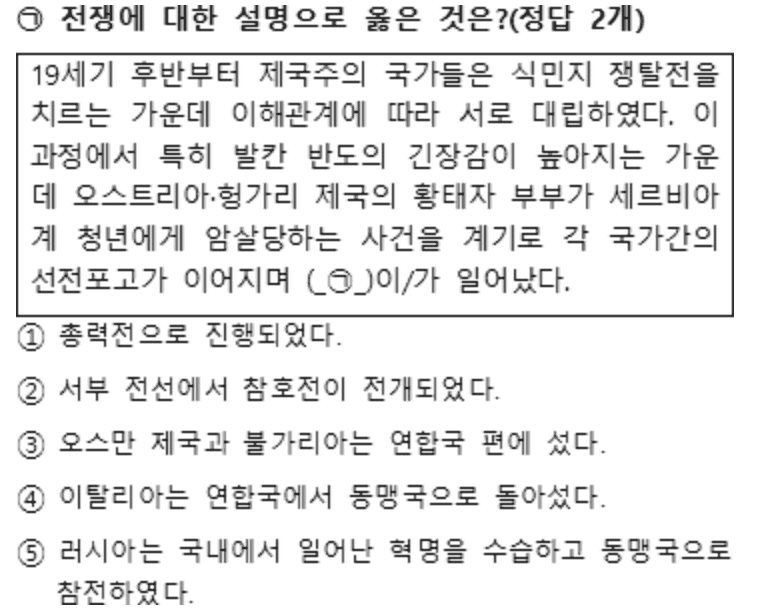 ㉠ 전쟁에 대한 설명으로 옳은 것은?(정답 2개)
19세기 후반부터 제국주의 국가들은 식민지 쟁탈전을
치르는 가운데 이해관계에 따라 서로 대립하였다. 이
과정에서 특히 발칸 반도의 긴장감이 높아지는 가운
데 오스트리아·헝가리 제국의 황태자 부부가 세르비아
계 청년에게 암살당하는 사건을 계기로 각 국가간의
선전포고가 이어지며 (_㉠_)이/가 일어났다.
① 총력전으로 진행되었다.
② 서부 전선에서 참호전이 전개되었다.
③ 오스만 제국과 불가리아는 연합국 편에 섰다.
④ 이탈리아는 연합국에서 동맹국으로 돌아섰다.
⑤ 러시아는 국내에서 일어난 혁명을 수습하고 동맹국으로
참전하였다.